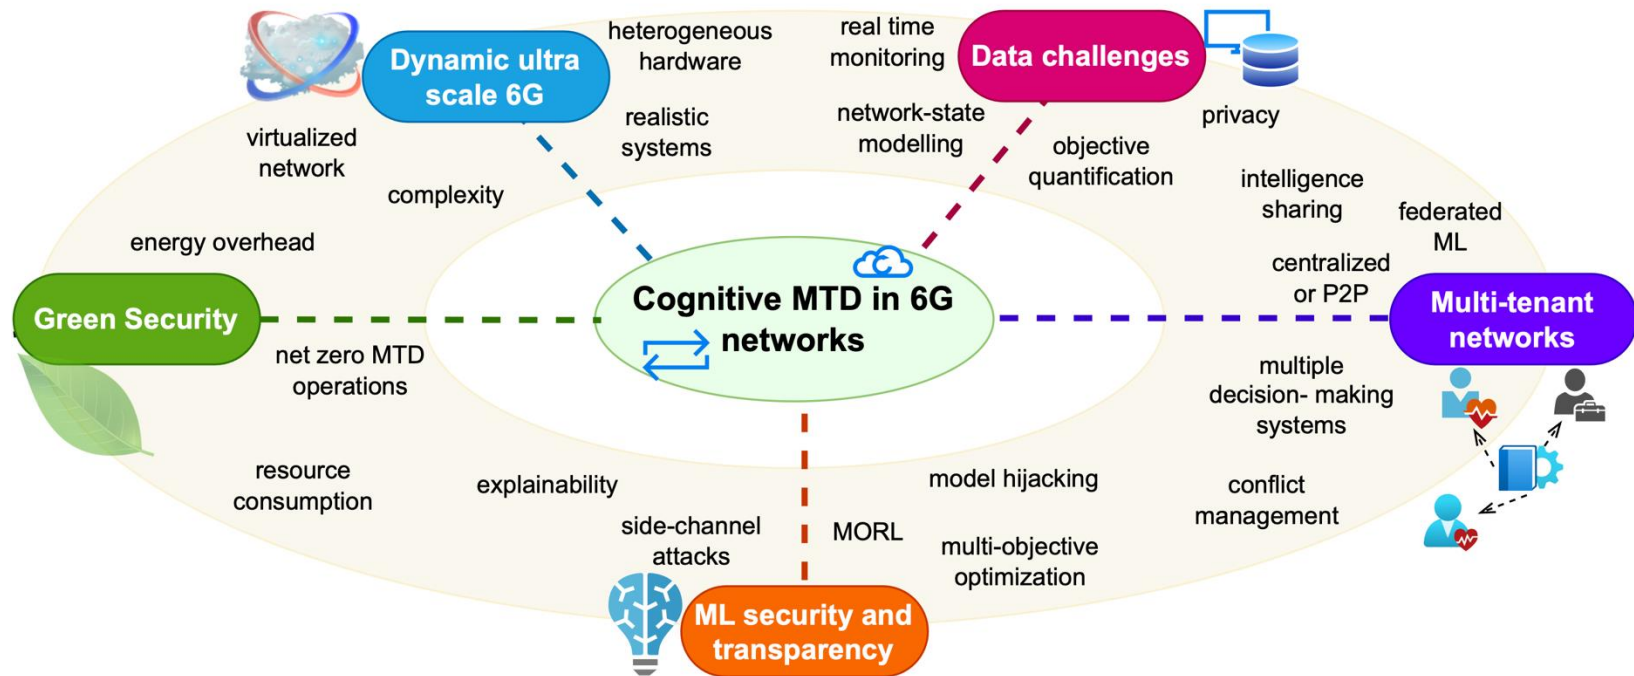 Dynamic ultra
scale 6G
heterogeneous
hardware
real time
monitoring
Data challenges
virtualized
network
realistic
systems
network-state
modelling
privacy
objective
quantification
complexity
intelligence
sharing
federated
ML
energy overhead
centralized
or P2P
Green Security
Cognitive MTD in 6G
networks
Multi-tenant
networks
net zero MTD
operations
multiple
decision- making
systems
resource
consumption
explainability
model hijacking
conflict
management
side-channel
attacks
MORL
multi-objective
optimization
ML security and
transparency